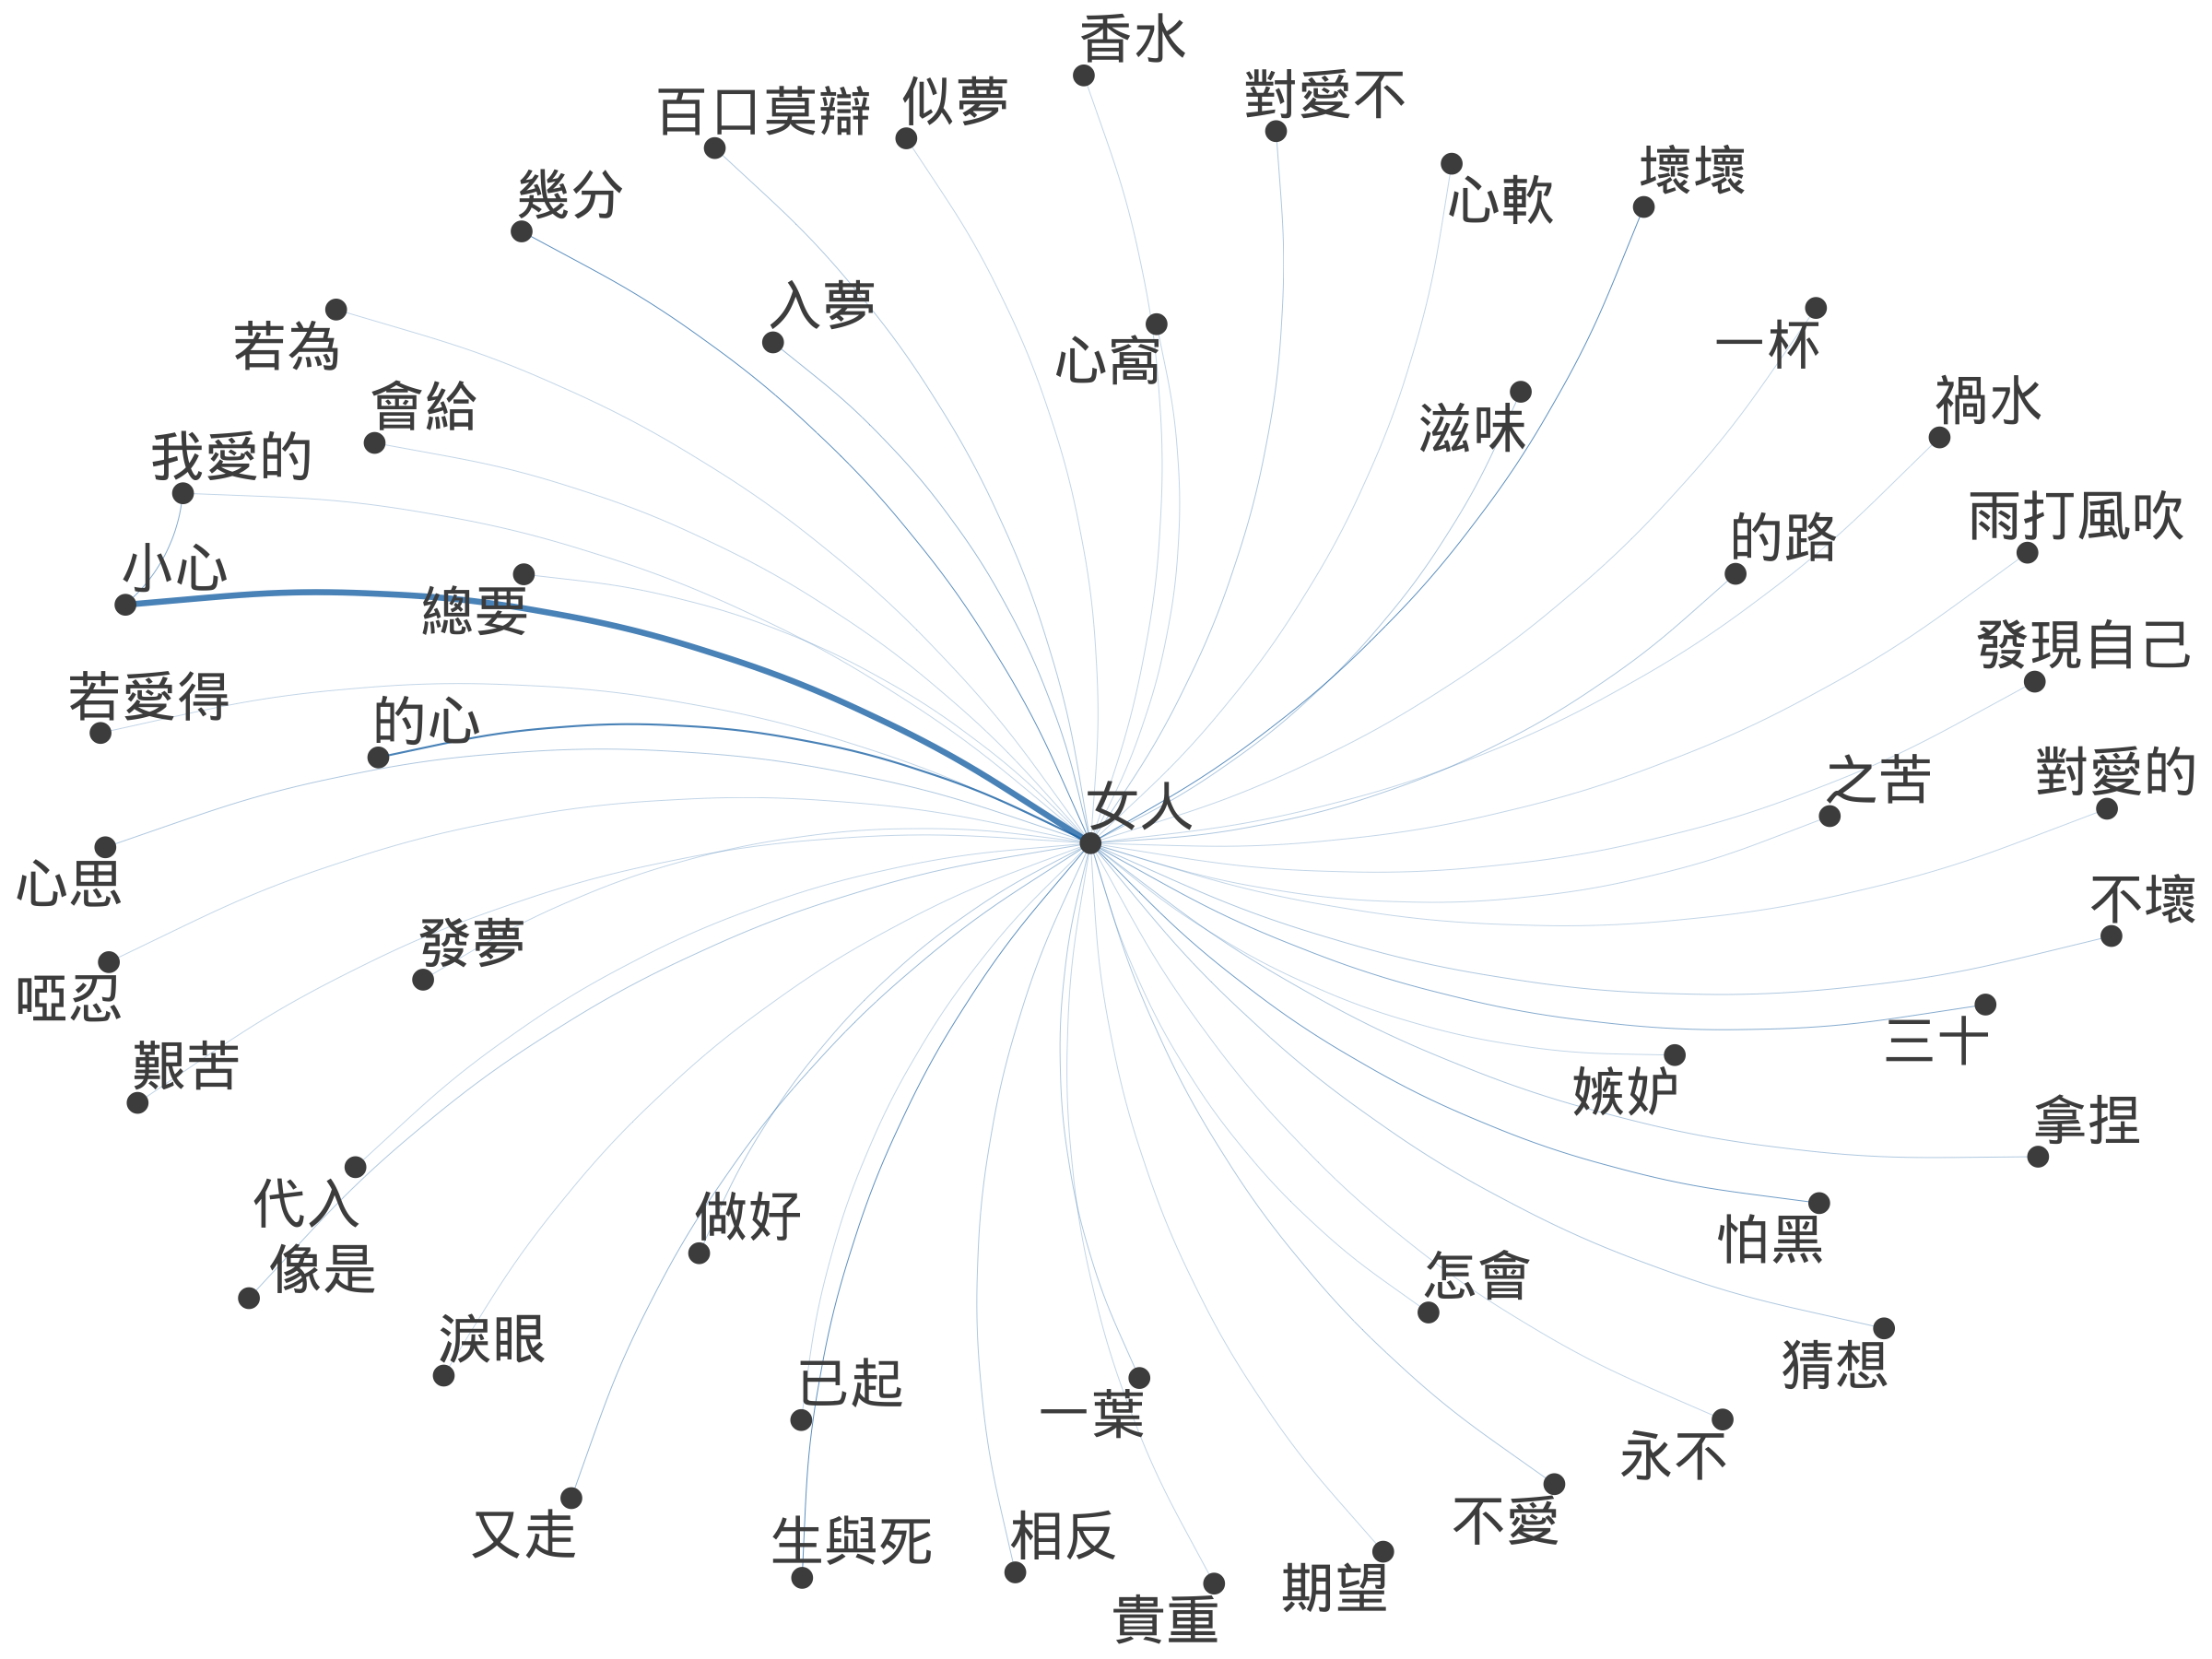 香水
對愛不
百口莫辯
似夢
心軟
壞壞
幾分
入夢
心窩
若為
一杯
會給
滋味
禍水
我愛的
的路
雨打風吹
小心
總要
發現自己
若愛得
的心
之苦
對愛的
女人
心思
不壞
發夢
啞忍
三十
艱苦
嫉妒
拿捏
代入
做好
怕黑
像是
怎會
淚眼
猜想
已起
一葉
永不
又走
生與死
相反
不愛
期望
貴重